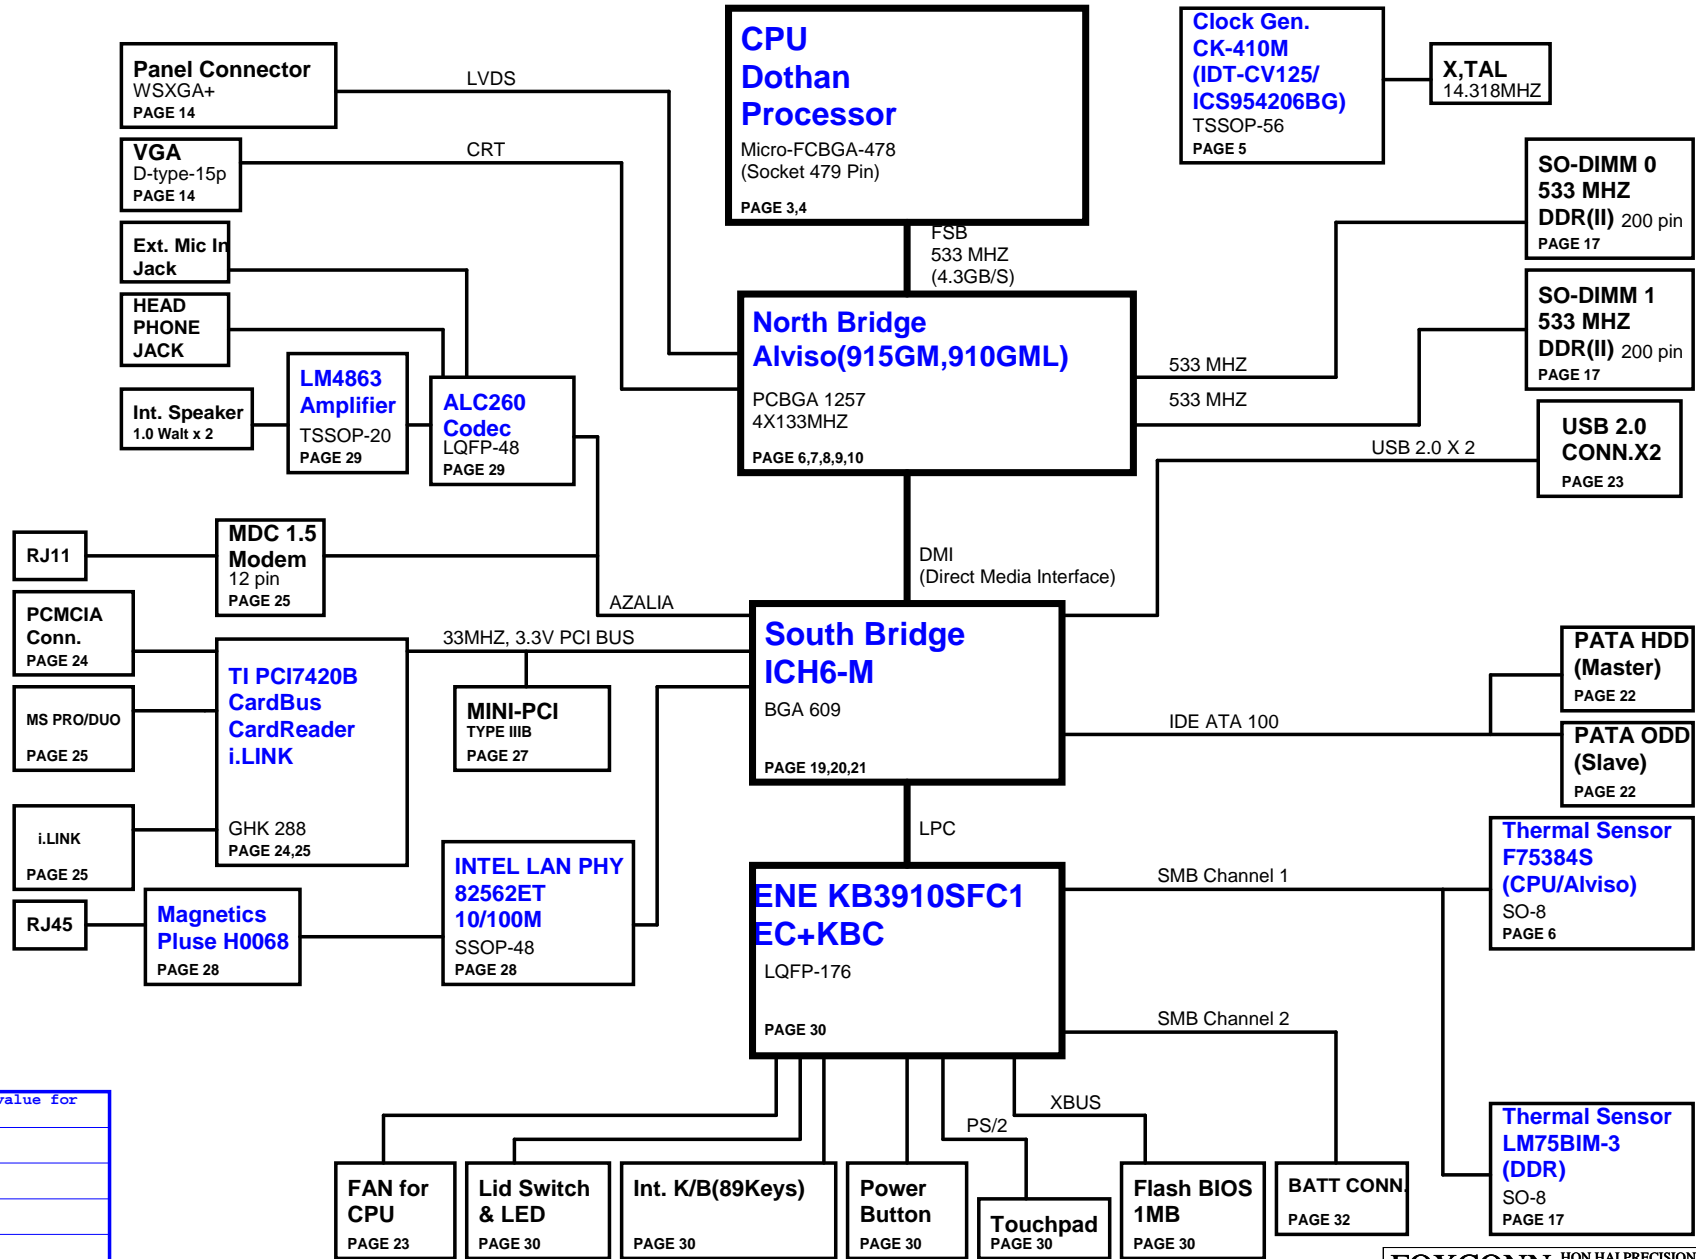 CPU
Dothan
Processor
Micro-FCBGA-478
(Socket 479 Pin)
PAGE 3,4
Clock Gen.
CK-410M
(IDT-CV125/
ICS954206BG)
TSSOP-56
PAGE 5
X,TAL
14.318MHZ
Panel Connector
WSXGA+
PAGE 14
LVDS
VGA
D-type-15p
PAGE 14
CRT
SO-DIMM 0
533 MHZ
DDR(II) 200 pin
PAGE 17
Ext. Mic In
Jack
FSB
533 MHZ
(4.3GB/S)
SO-DIMM 1
533 MHZ
DDR(II) 200 pin
PAGE 17
HEAD
PHONE
JACK
North Bridge
Alviso(915GM,910GML)
PCBGA 1257
4X133MHZ
PAGE 6,7,8,9,10
533 MHZ
533 MHZ
Int. Speaker
1.0 Walt x 2
LM4863
Amplifier
TSSOP-20
PAGE 29
ALC260
Codec
LQFP-48
PAGE 29
USB 2.0 X 2
USB 2.0
CONN.X2
PAGE 23
RJ11
MDC 1.5
Modem
12 pin
PAGE 25
DMI
(Direct Media Interface)
AZALIA
PCMCIA
Conn.
PAGE 24
33MHZ, 3.3V PCI BUS
TI PCI7420B
CardBus
CardReader
i.LINK
GHK 288
PAGE 24,25
South Bridge
ICH6-M
BGA 609
PAGE 19,20,21
PATA HDD
(Master)
PAGE 22
MS PRO/DUO
PAGE 25
MINI-PCI
TYPE IIIB
PAGE 27
IDE ATA 100
PATA ODD
(Slave)
PAGE 22
i.LINK
PAGE 25
LPC
Thermal Sensor
F75384S
(CPU/Alviso)
SO-8
PAGE 6
INTEL LAN PHY
82562ET
10/100M
SSOP-48
PAGE 28
RJ45
Magnetics
Pluse H0068
PAGE 28
ENE KB3910SFC1
EC+KBC
LQFP-176
PAGE 30
SMB Channel 1
SMB Channel 2
value for
XBUS
PS/2
Thermal Sensor
LM75BIM-3
(DDR)
SO-8
PAGE 17
FAN for
CPU
PAGE 23
Lid Switch
& LED
PAGE 30
Int. K/B(89Keys)
PAGE 30
Power
Button
PAGE 30
Touchpad
PAGE 30
Flash BIOS
1MB
PAGE 30
BATT CONN.
PAGE 32
FOXCONN HON HAI PRECISION